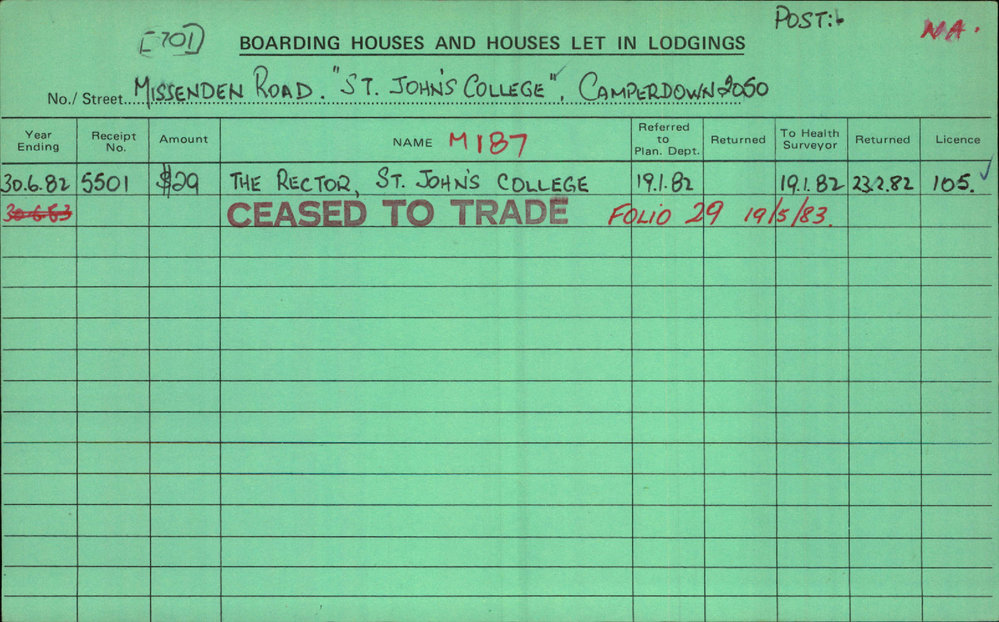 POST:-
[701]
N.A.
BOARDING HOUSES AND HOUSES LET IN LODGINGS
No./ Street MISSENDEN ROAD. "ST. JOHN'S COLLEGE", CAMPERDOWN 2050
Year Ending Receipt No. Amount NAME M187 Referred to Plan. Dept. Returned To Health Surveyor Returned Licence
30.6.82 5501 $29 THE RECTOR, ST. JOHN'S COLLEGE 19.1.82 19.1.82 23.2.82 105. ✓
30-6-83 CEASED TO TRADE FOLIO 29 19/5/83.